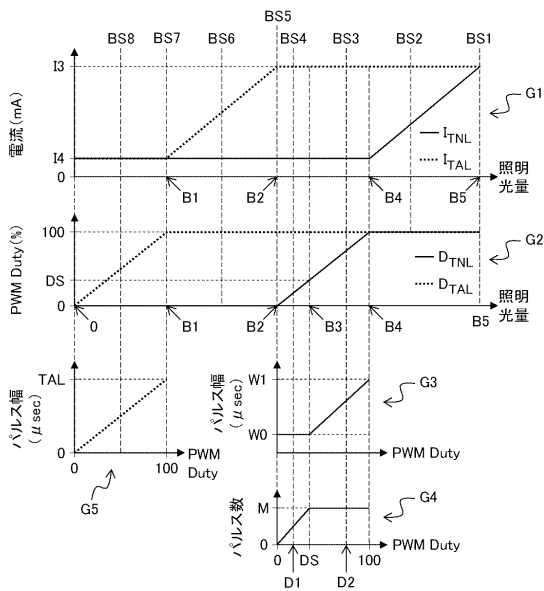 BS5
BS8 BS7 BS6 BS4 BS3 BS2 BS1
電流(mA)
I3
I4
0
I_TNL
I_TAL
G1
照明
光量
B1 B2 B4 B5
PWM Duty(%)
100
DS
0
D_TNL
D_TAL
G2
照明
光量
0 B1 B2 B3 B4 B5
パルス幅
(μsec)
TAL
0
0 100
PWM
Duty
G5
パルス幅
(μsec)
W1
W0
PWM Duty
G3
パルス数
M
0
0 DS 100
PWM Duty
G4
D1 D2